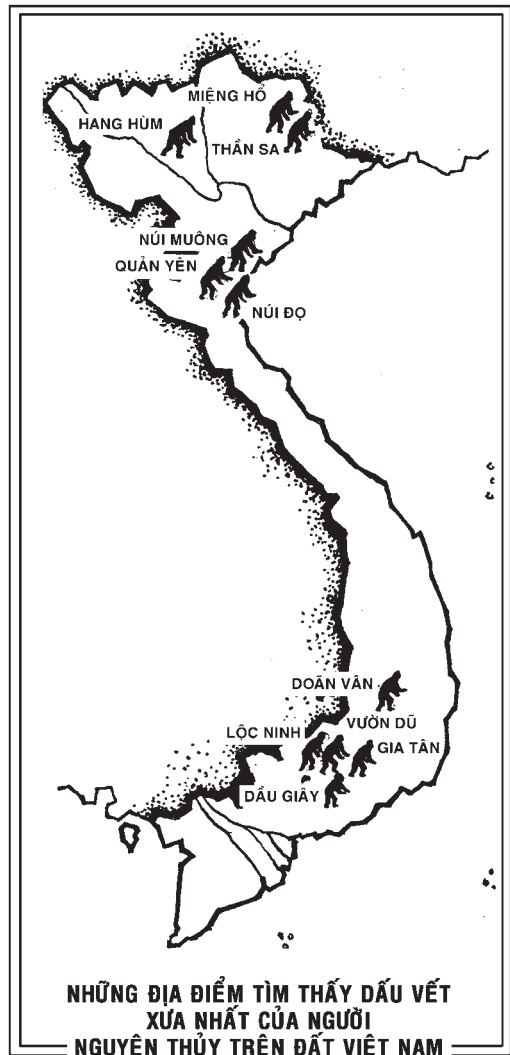 MIỆNG HỔ
HANG HÙM
THẦN SA
NÚI MUÔNG
QUẢN YÊN
NÚI ĐỌ
DOÃN VÂN
VƯỜN DŨ
LỘC NINH
GIA TÂN
DẦU GIÂY
NHỮNG ĐỊA ĐIỂM TÌM THẤY DẤU VẾT
XƯA NHẤT CỦA NGƯỜI
NGUYÊN THỦY TRÊN ĐẤT VIỆT NAM